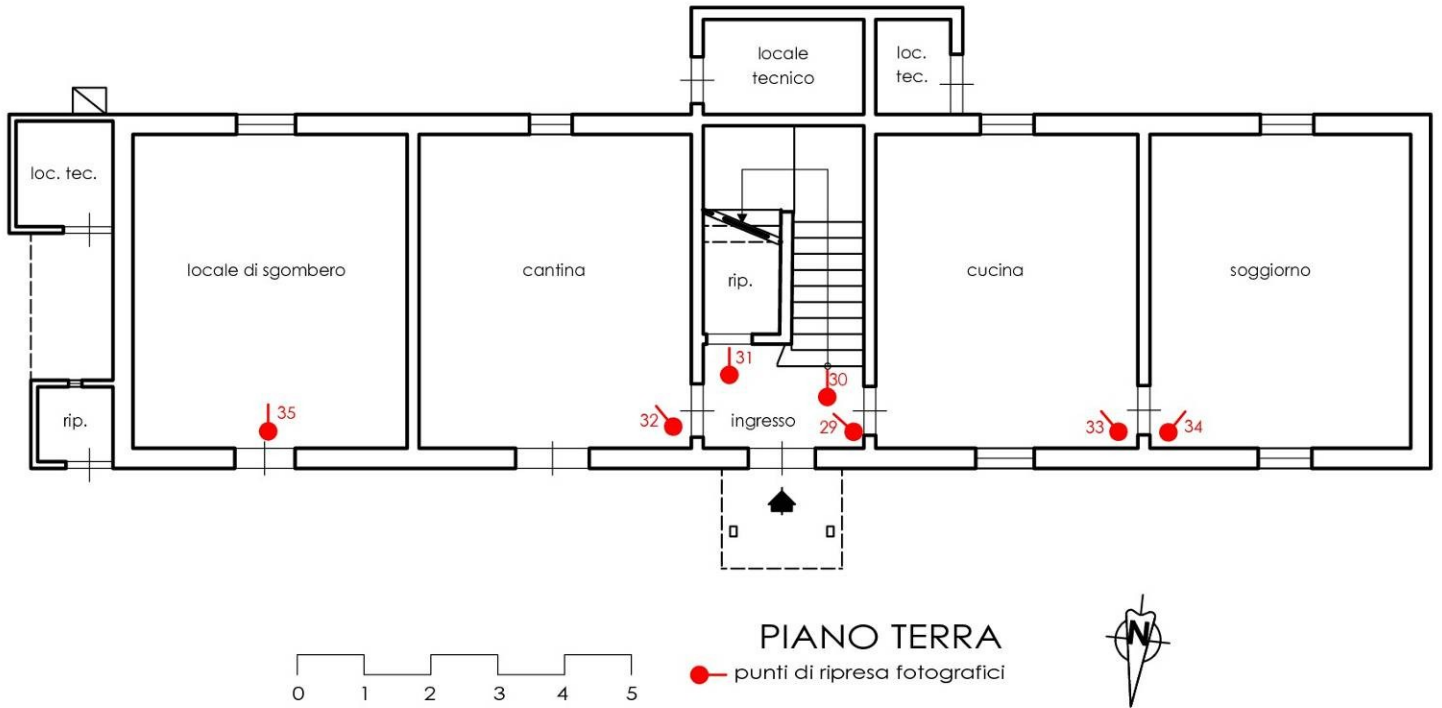 locale
tecnico
loc.
tec.
loc. tec.
locale di sgombero
cantina
rip.
cucina
soggiorno
31
30
35
rip.
32
ingresso
29
33
34
PIANO TERRA
N
punti di ripresa fotografici
0 1 2 3 4 5